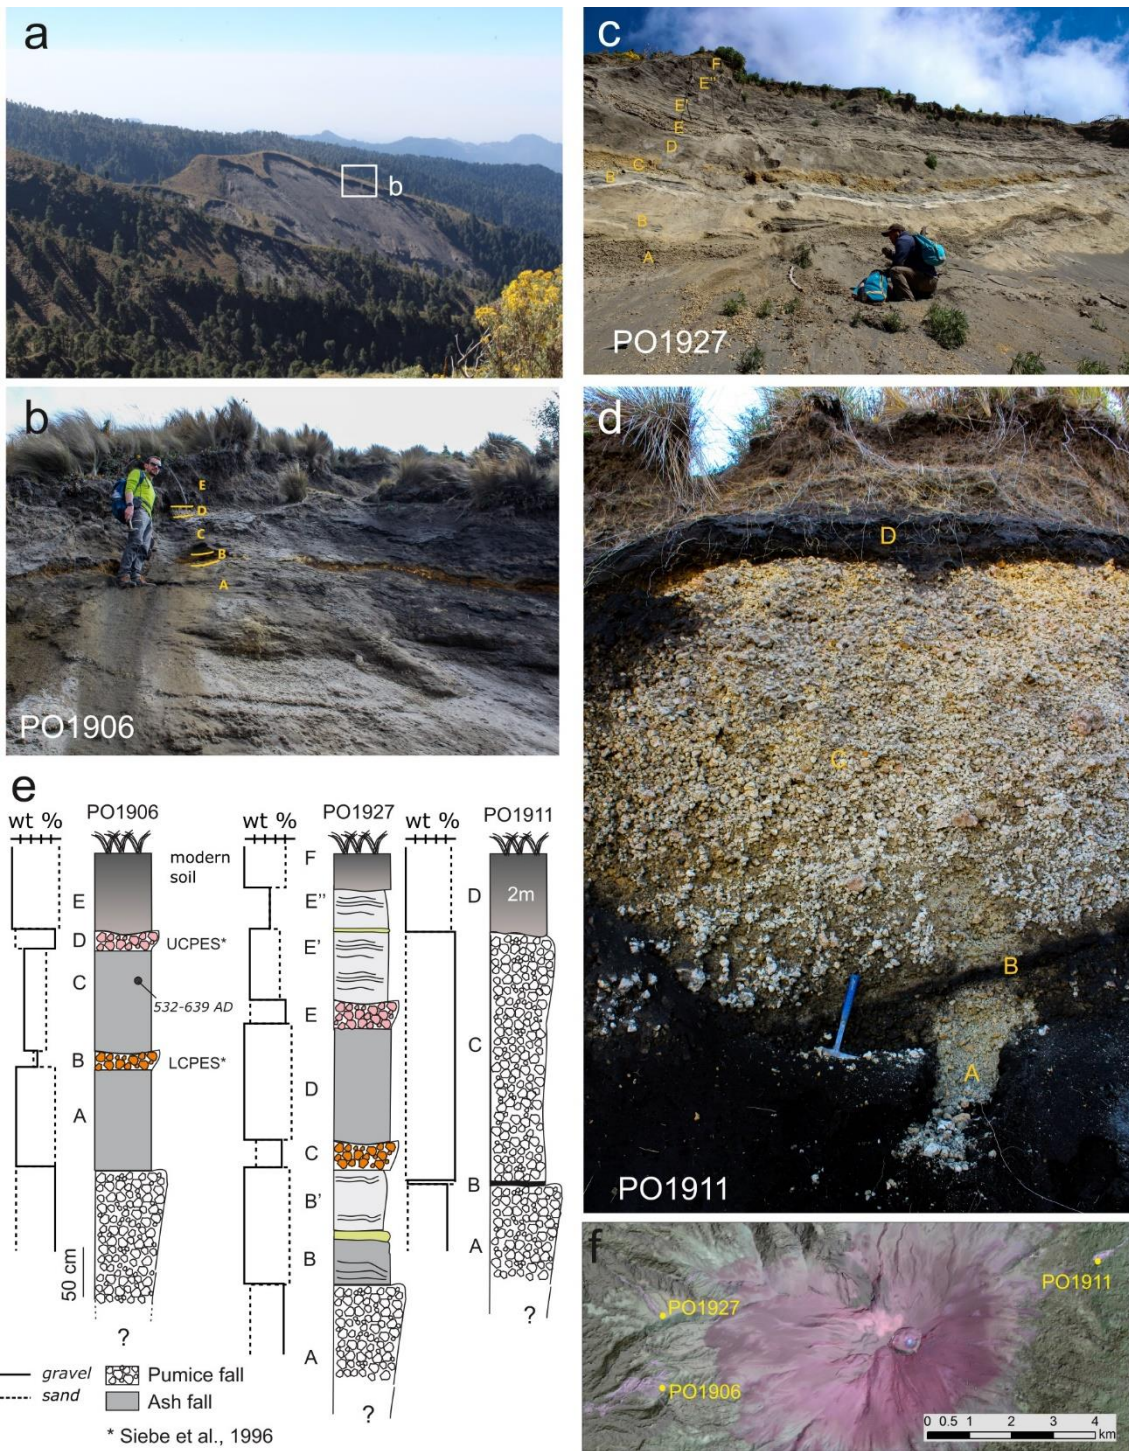 a
b
c
F
E"
E'
E
D
C
B'
B
A
PO1927
b
E
D
C
B
A
PO1906
d
D
C
B
A
PO1911
e
PO1906
PO1927
PO1911
wt %
wt %
wt %
modern
soil
E
D
UCPES*
C
532-639 AD
B
LCPES*
A
50 cm
?
F
E"
E'
E
D
C
B'
B
A
?
D
2m
C
B
A
?
gravel
sand
Pumice fall
Ash fall
* Siebe et al., 1996
f
PO1911
PO1927
PO1906
0 0.5 1 2 3 4
km